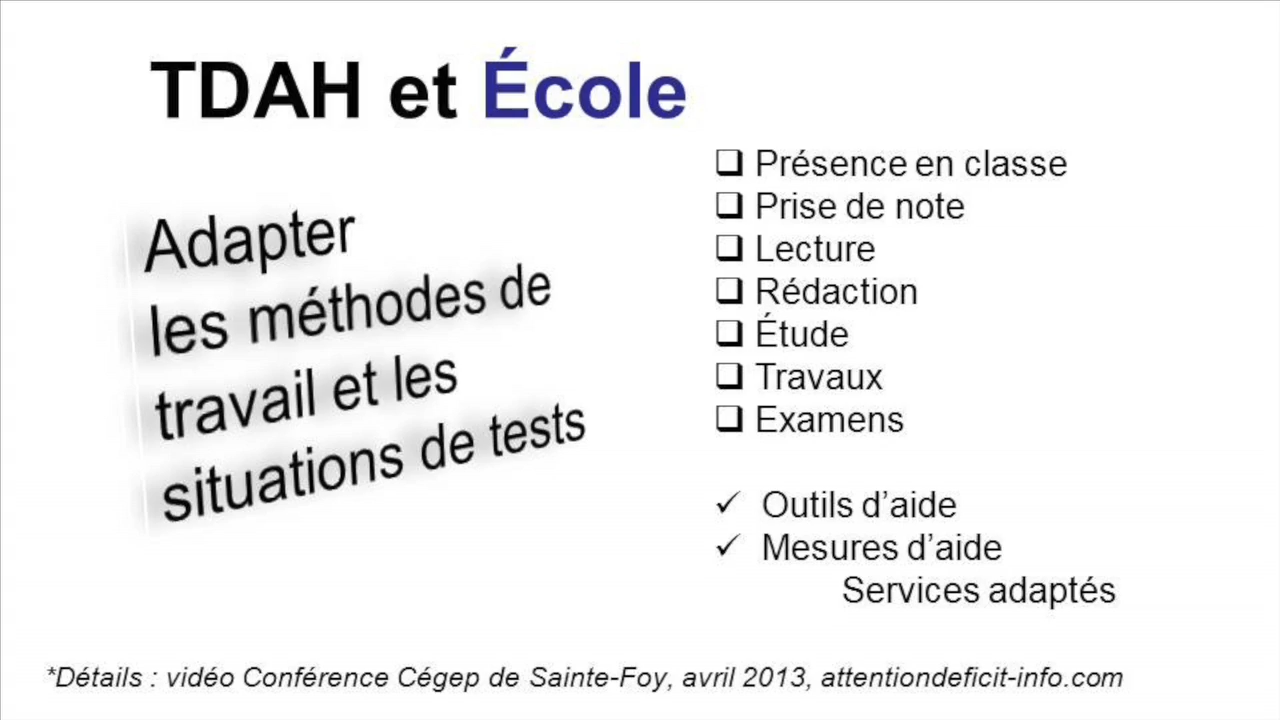 TDAH et École
Adapter
les méthodes de
travail et les
situations de tests
❑ Présence en classe
❑ Prise de note
❑ Lecture
❑ Rédaction
❑ Étude
❑ Travaux
❑ Examens
✓ Outils d’aide
✓ Mesures d’aide
Services adaptés
*Détails : vidéo Conférence Cégep de Sainte-Foy, avril 2013, attentiondeficit-info.com